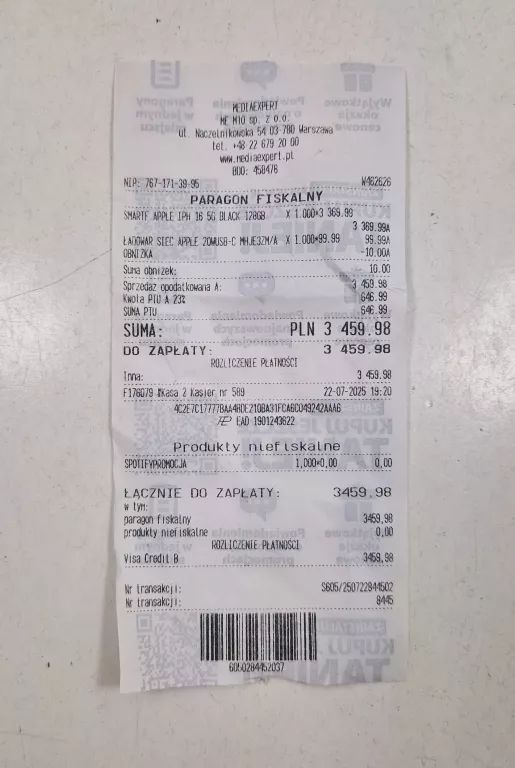 MEDIAEXPERT
ME M10 sp. z o.o.
ul. Naczelnikowska 54 03-780 Warszawa
tel. +48 22 679 20 00
www.mediaexpert.pl
BDO: 458478
NIP: 767-171-39-95 W462626
PARAGON FISKALNY
SMARTF APPLE IPH 16 5G BLACK 128GB X 1.000*3 369.99
3 369.99A
ŁADOWAR SIEC APPLE 20WUSB-C MHJE3ZM/A X 1.000*99.99 99.99A
OBNIZKA 10.00A
Suma obniżek: 10.00
Sprzedaż opodatkowana A: 3 459.98
Kwota PTU A 23% 646.99
SUMA PTU 646.99
SUMA: PLN 3 459.98
DO ZAPŁATY: 3 459.98
ROZLICZENIE PŁATNOŚCI
Inna: 3 459.98
F176079 #Kasa 2 Kasjer nr 589 22-07-2025 19:20
EAD 1901243622
Produkty niefiskalne
SPOTIFYPROMOCJA 1,000*0,00 0,00
ŁĄCZNIE DO ZAPŁATY: 3459,98
w tym:
paragon fiskalny 3459,98
produkty niefiskalne 0,00
ROZLICZENIE PŁATNOŚCI
Visa Credit B 3459,98
Nr transakcji: S605/250722844502
Nr transakcji: 8445
6050284452037